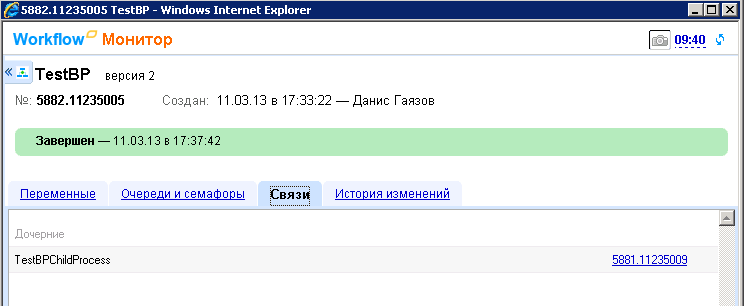 5882.11235005 TestBP - Windows Internet Explorer
Workflow Монитор 09:40
TestBP версия 2
№: 5882.11235005 Создан: 11.03.13 в 17:33:22 — Данис Гаязов
Завершен — 11.03.13 в 17:37:42
Переменные Очереди и семафоры Связи История изменений
Дочерние
TestBPChildProcess 5881.11235009